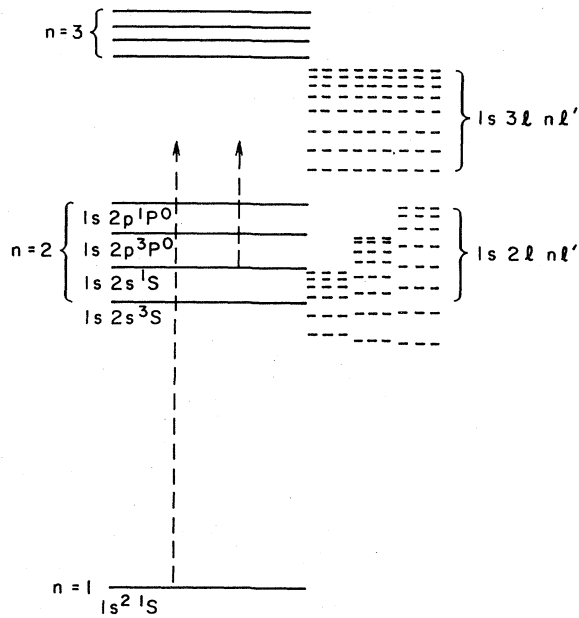 n=3
1s 3ℓ nℓ′
n=2
1s 2p ¹P⁰
1s 2p ³P⁰
1s 2s ¹S
1s 2s ³S
1s 2ℓ nℓ′
n=1
1s² ¹S